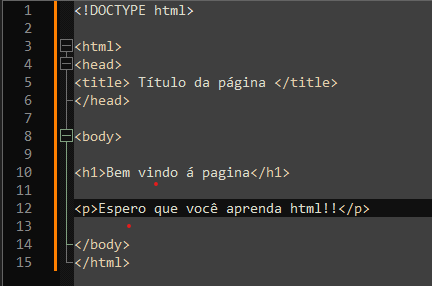 1 <!DOCTYPE html>
2
3 <html>
4 <head>
5 <title> Título da página </title>
6 </head>
7
8 <body>
9
10 <h1>Bem vindo á pagina</h1>
11
12 <p>Espero que você aprenda html!!</p>
13
14 </body>
15 </html>